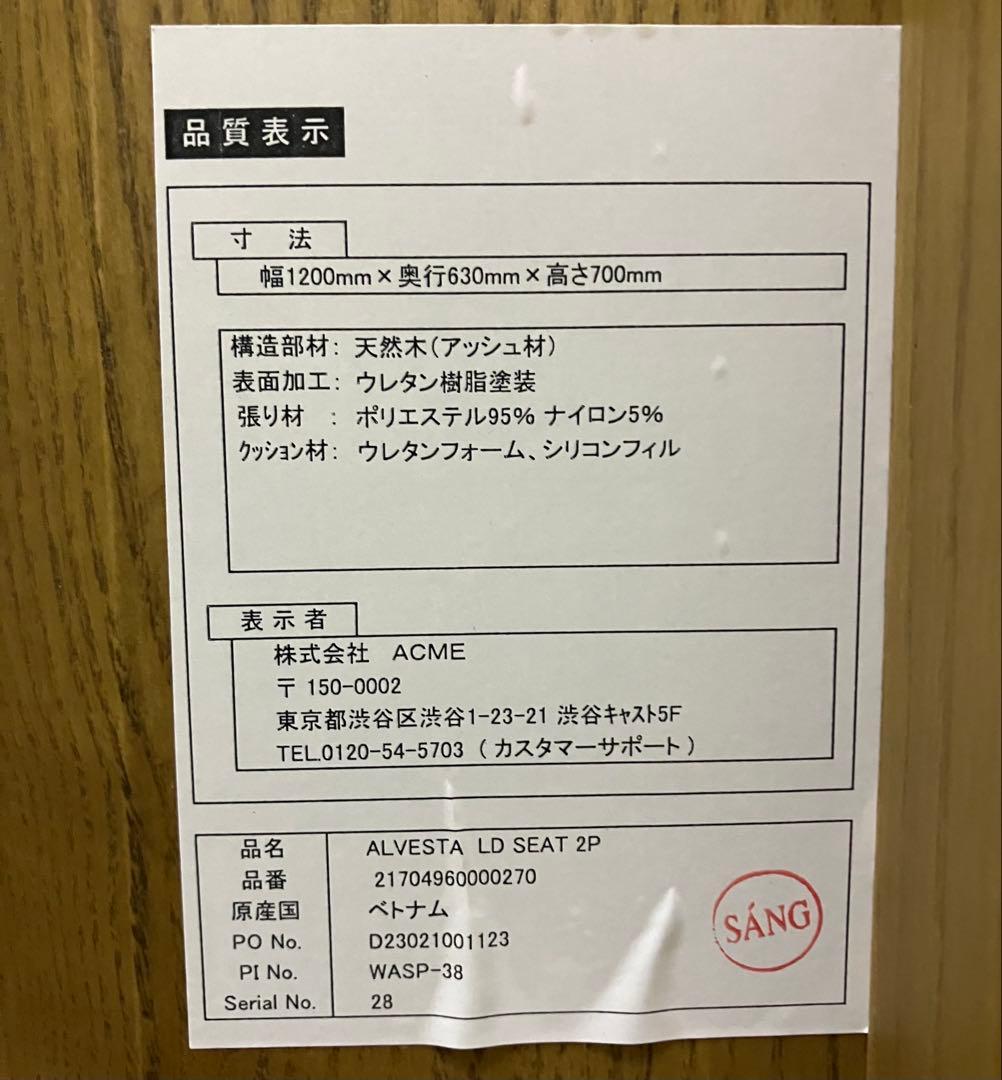 品質表示
寸 法
幅1200mm×奥行630mm×高さ700mm
構造部材: 天然木(アッシュ材)
表面加工: ウレタン樹脂塗装
張り材 : ポリエステル95% ナイロン5%
クッション材: ウレタンフォーム、シリコンフィル
表示者
株式会社 ACME
〒 150-0002
東京都渋谷区渋谷1-23-21 渋谷キャスト5F
TEL.0120-54-5703 (カスタマーサポート)
品名 ALVESTA LD SEAT 2P
品番 21704960000270
原産国 ベトナム
PO No. D23021001123
PI No. WASP-38
Serial No. 28
SÁNG